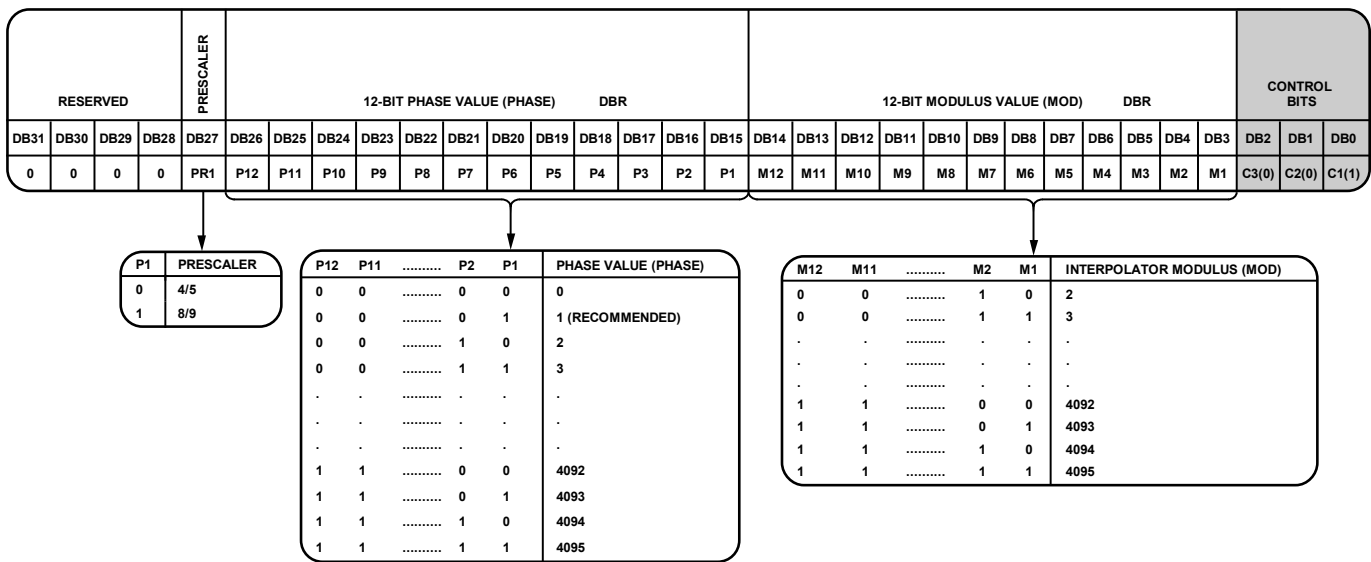 RESERVED PRESCALER 12-BIT PHASE VALUE (PHASE) DBR 12-BIT MODULUS VALUE (MOD) DBR CONTROL BITS
DB31 DB30 DB29 DB28 DB27 DB26 DB25 DB24 DB23 DB22 DB21 DB20 DB19 DB18 DB17 DB16 DB15 DB14 DB13 DB12 DB11 DB10 DB9 DB8 DB7 DB6 DB5 DB4 DB3 DB2 DB1 DB0
0 0 0 0 PR1 P12 P11 P10 P9 P8 P7 P6 P5 P4 P3 P2 P1 M12 M11 M10 M9 M8 M7 M6 M5 M4 M3 M2 M1 C3(0) C2(0) C1(1)
P1 PRESCALER
0 4/5
1 8/9
P12 P11 .......... P2 P1 PHASE VALUE (PHASE)
0 0 .......... 0 0 0
0 0 .......... 0 1 1 (RECOMMENDED)
0 0 .......... 1 0 2
0 0 .......... 1 1 3
. . .......... . . .
. . .......... . . .
. . .......... . . .
1 1 .......... 0 0 4092
1 1 .......... 0 1 4093
1 1 .......... 1 0 4094
1 1 .......... 1 1 4095
M12 M11 .......... M2 M1 INTERPOLATOR MODULUS (MOD)
0 0 .......... 1 0 2
0 0 .......... 1 1 3
. . .......... . . .
. . .......... . . .
. . .......... . . .
1 1 .......... 0 0 4092
1 1 .......... 0 1 4093
1 1 .......... 1 0 4094
1 1 .......... 1 1 4095